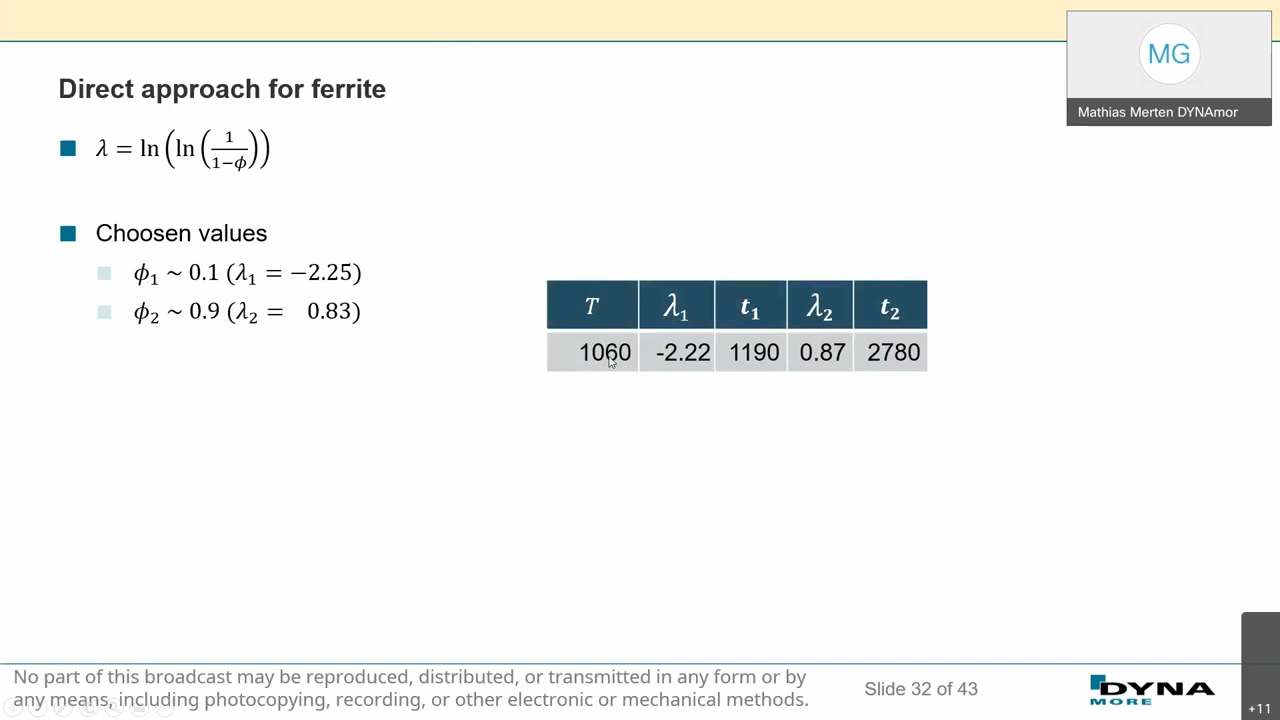 MG
Mathias Merten DYNAmor
Direct approach for ferrite
λ = ln(ln(1/(1−ϕ)))
Choosen values
ϕ₁ ~ 0.1 (λ₁ = −2.25)
ϕ₂ ~ 0.9 (λ₂ = 0.83)
T λ₁ t₁ λ₂ t₂
1060 -2.22 1190 0.87 2780
No part of this broadcast may be reproduced, distributed, or transmitted in any form or by
any means, including photocopying, recording, or other electronic or mechanical methods.
Slide 32 of 43
DYNA
MORE
+11